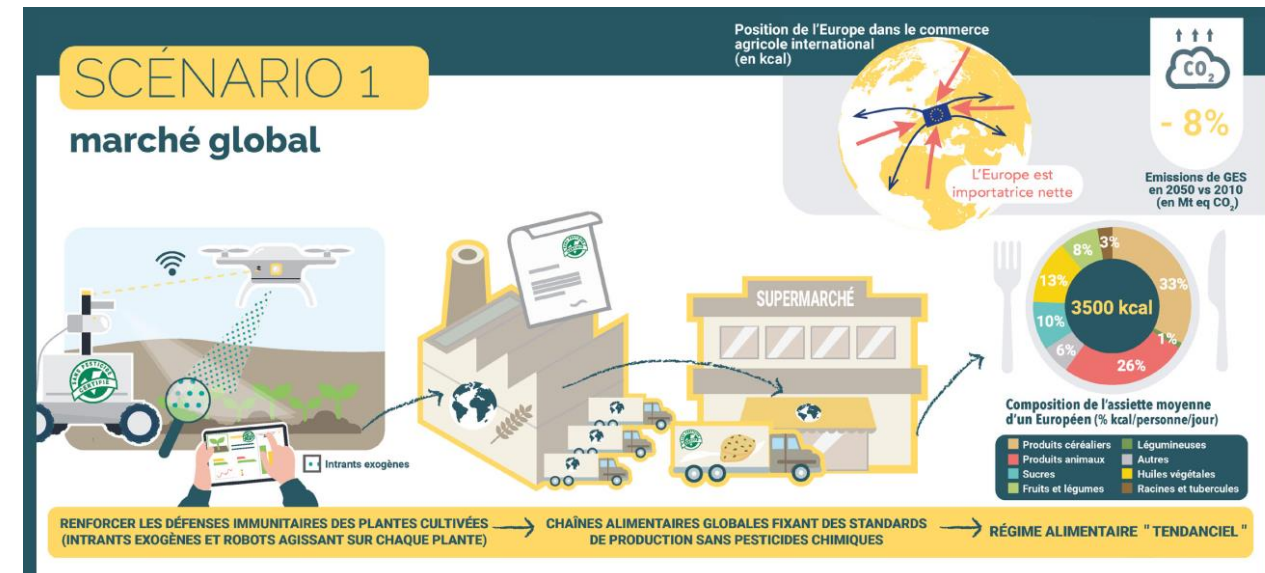 SCÉNARIO 1
marché global
Position de l'Europe dans le commerce
agricole international
(en kcal)
L'Europe est
importatrice nette
CO₂
- 8%
Emissions de GES
en 2050 vs 2010
(en Mt eq CO₂)
SANS PESTICIDE
CERTIFIÉ
Intrants exogènes
SUPERMARCHÉ
3%
8%
13%
33%
3500 kcal
10%
1%
6%
26%
Composition de l'assiette moyenne
d'un Européen (% kcal/personne/jour)
Produits céréaliers
Légumineuses
Produits animaux
Autres
Sucres
Huiles végétales
Fruits et légumes
Racines et tubercules
RENFORCER LES DÉFENSES IMMUNITAIRES DES PLANTES CULTIVÉES
(INTRANTS EXOGÈNES ET ROBOTS AGISSANT SUR CHAQUE PLANTE)
CHAÎNES ALIMENTAIRES GLOBALES FIXANT DES STANDARDS
DE PRODUCTION SANS PESTICIDES CHIMIQUES
RÉGIME ALIMENTAIRE " TENDANCIEL "